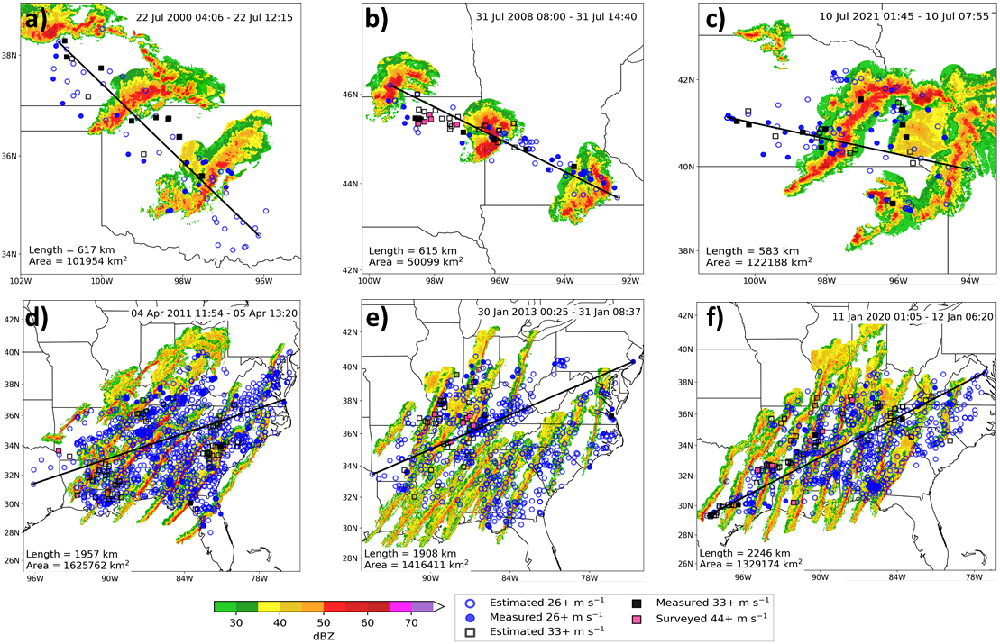 a)
22 Jul 2000 04:06 - 22 Jul 12:15
38N
36N
34N
Length = 617 km
Area = 101954 km²
102W 100W 98W 96W
b)
31 Jul 2008 08:00 - 31 Jul 14:40
46N
44N
42N
Length = 615 km
Area = 50099 km²
100W 98W 96W 94W 92W
c)
10 Jul 2021 01:45 - 10 Jul 07:55
42N
40N
38N
Length = 583 km
Area = 122188 km²
100W 98W 96W 94W
d)
04 Apr 2011 11:54 - 05 Apr 13:20
42N
40N
38N
36N
34N
32N
30N
28N
26N
Length = 1957 km
Area = 1625762 km²
96W 90W 84W 78W
e)
30 Jan 2013 00:25 - 31 Jan 08:37
42N
40N
38N
36N
34N
32N
30N
28N
Length = 1908 km
Area = 1416411 km²
90W 84W 78W
f)
11 Jan 2020 01:05 - 12 Jan 06:20
42N
40N
38N
36N
34N
32N
30N
28N
26N
Length = 2246 km
Area = 1329174 km²
96W 90W 84W 78W
30 40 50 60 70
dBZ
Estimated 26+ m s⁻¹
Measured 26+ m s⁻¹
Estimated 33+ m s⁻¹
Measured 33+ m s⁻¹
Surveyed 44+ m s⁻¹